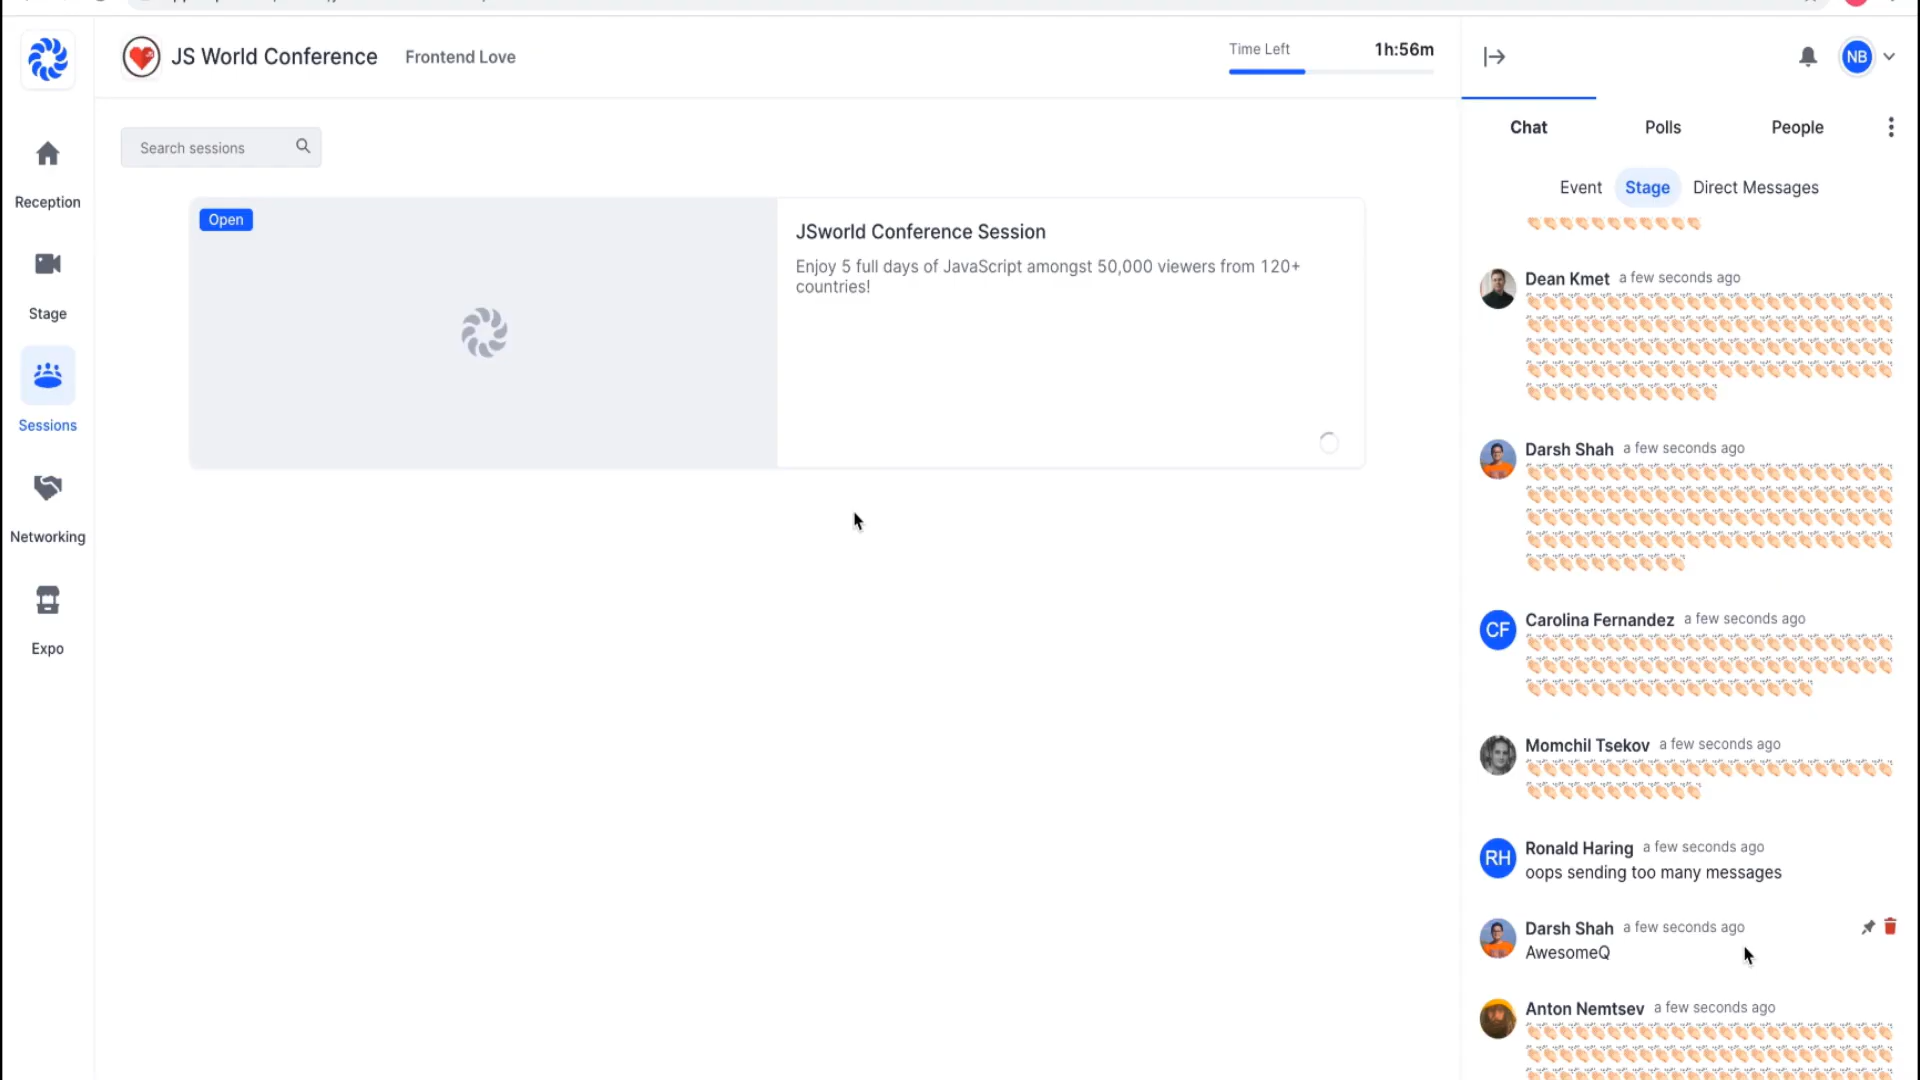 JS World Conference
Frontend Love
Time Left
1h:56m
NB
Search sessions
Reception
Stage
Sessions
Networking
Expo
Open
JSworld Conference Session
Enjoy 5 full days of JavaScript amongst 50,000 viewers from 120+
countries!
Chat
Polls
People
Event
Stage
Direct Messages
Dean Kmet a few seconds ago
Darsh Shah a few seconds ago
CF
Carolina Fernandez a few seconds ago
Momchil Tsekov a few seconds ago
RH
Ronald Haring a few seconds ago
oops sending too many messages
Darsh Shah a few seconds ago
AwesomeQ
Anton Nemtsev a few seconds ago